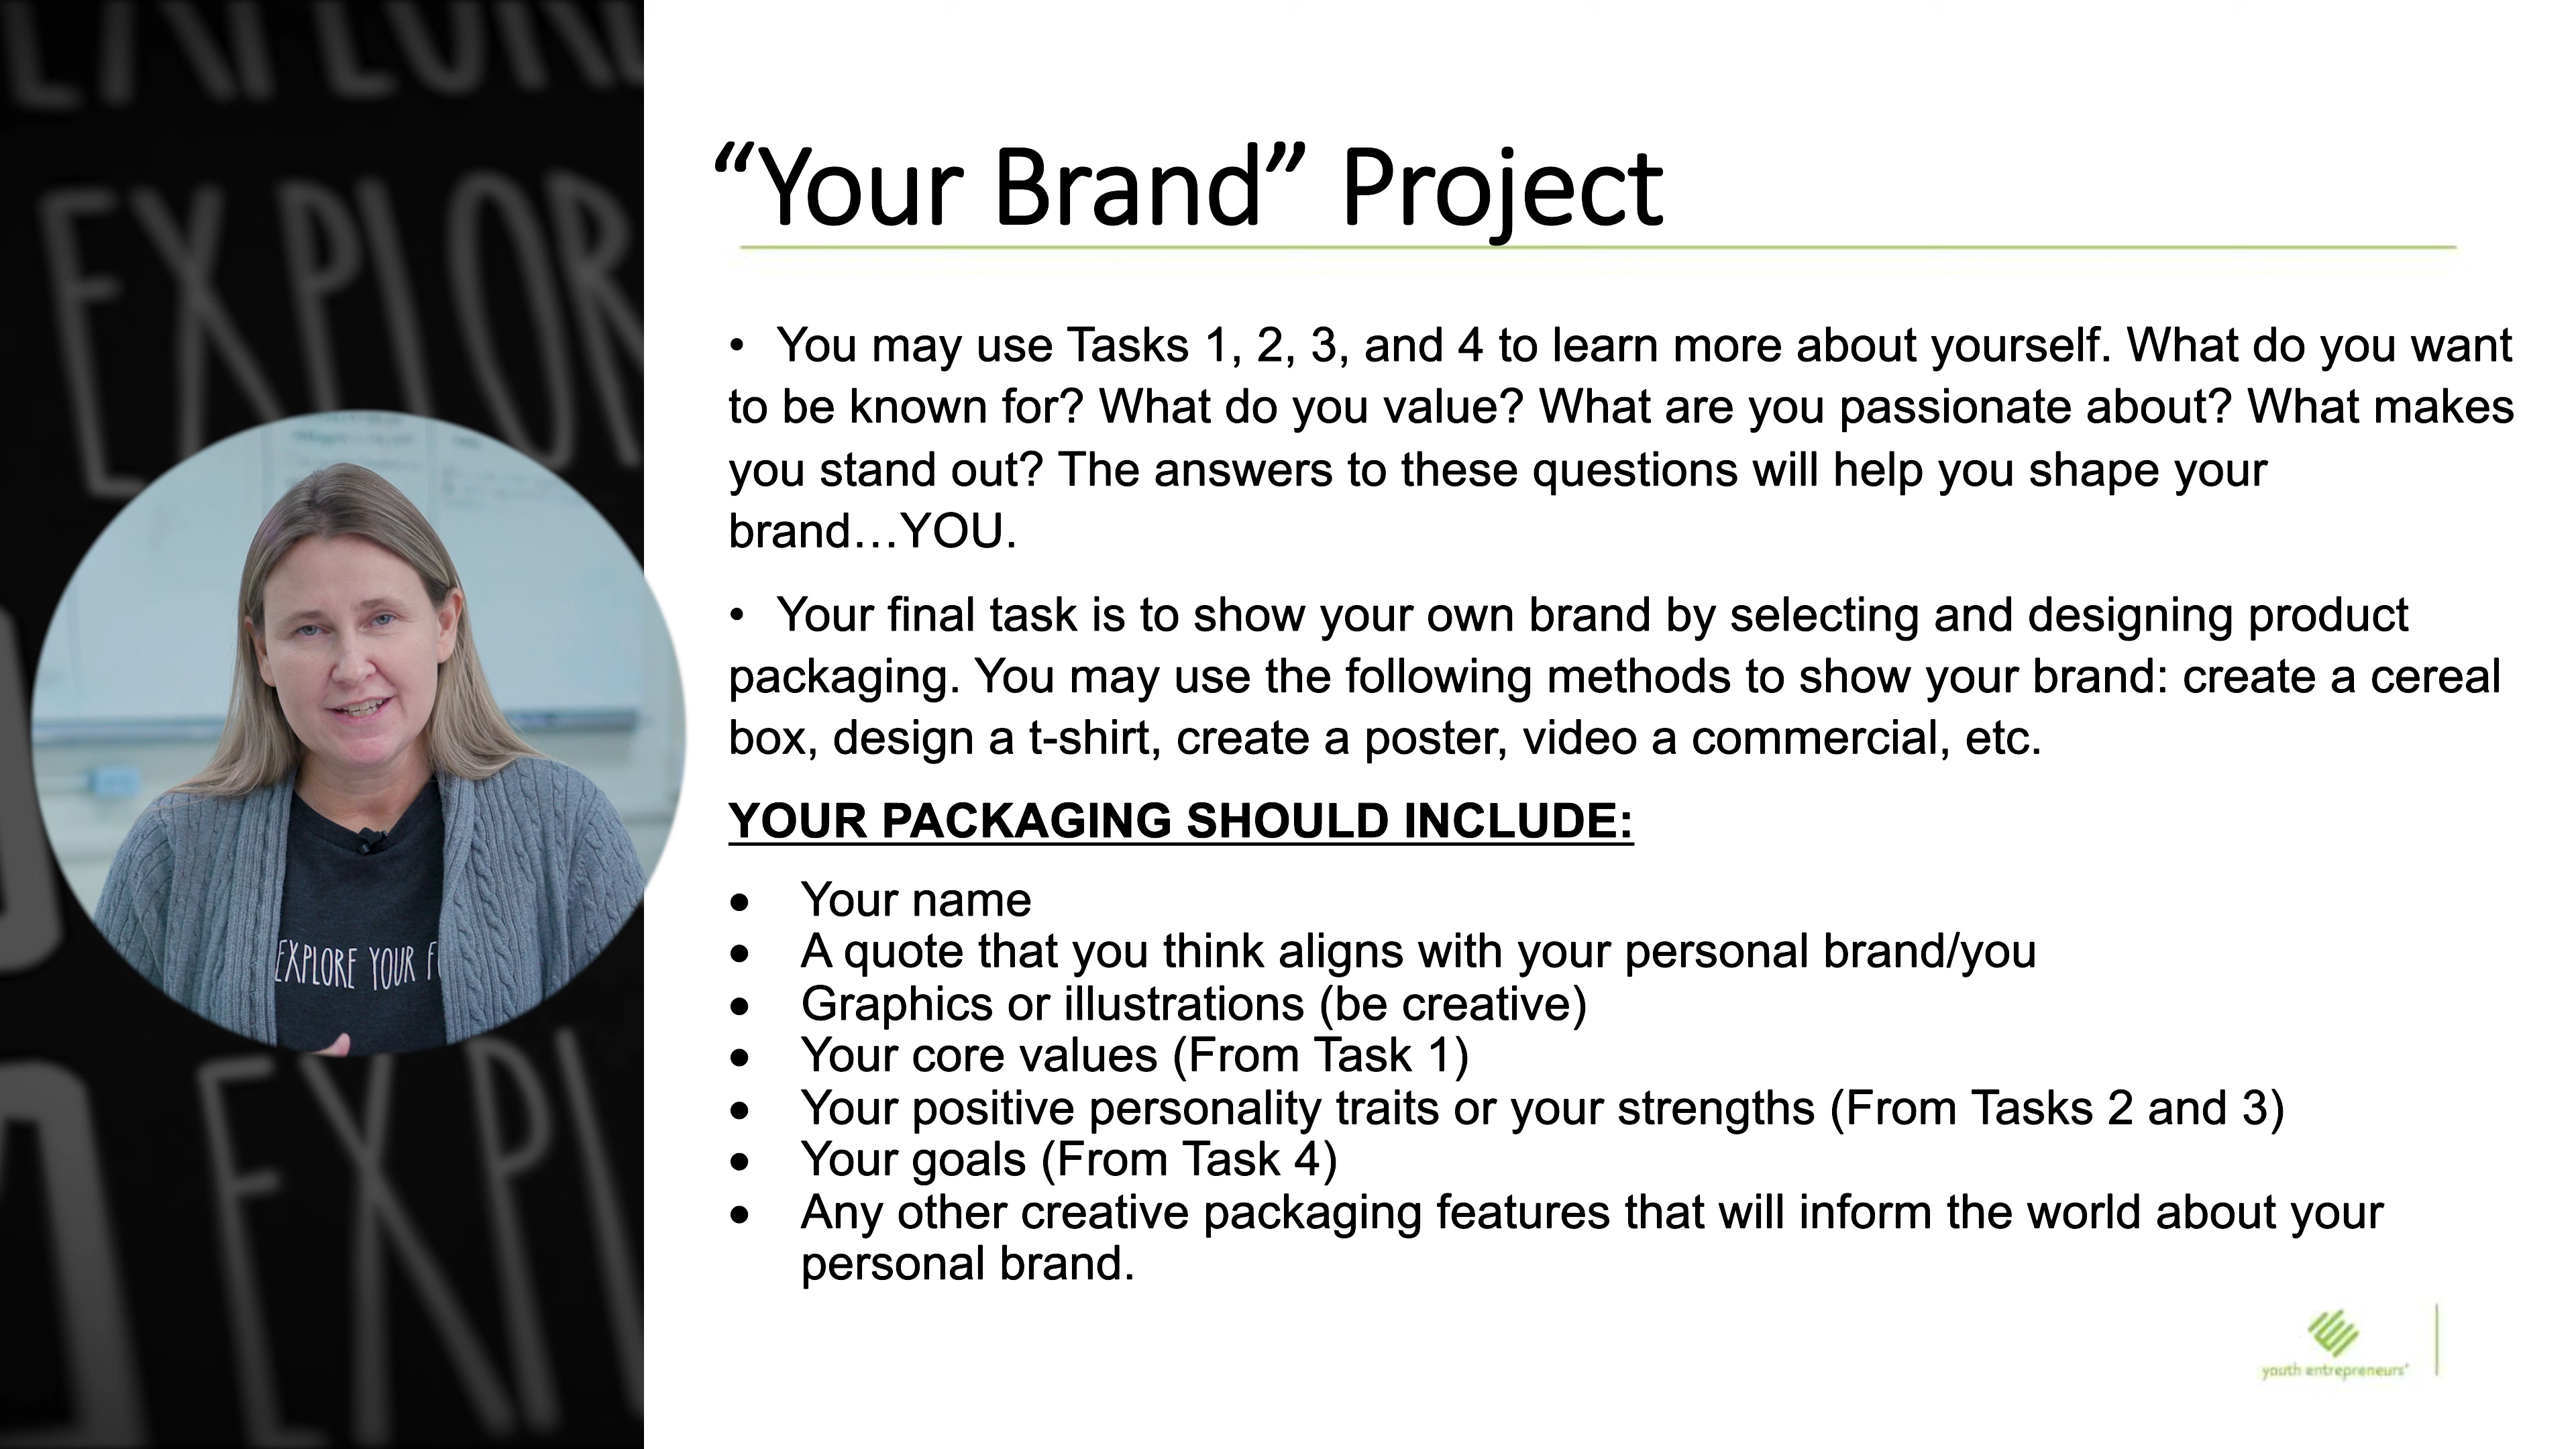 EXPLOR
EXPLOR
EXPLORE YOUR F
EXPL
“Your Brand” Project
• You may use Tasks 1, 2, 3, and 4 to learn more about yourself. What do you want
to be known for? What do you value? What are you passionate about? What makes
you stand out? The answers to these questions will help you shape your
brand…YOU.
• Your final task is to show your own brand by selecting and designing product
packaging. You may use the following methods to show your brand: create a cereal
box, design a t-shirt, create a poster, video a commercial, etc.
YOUR PACKAGING SHOULD INCLUDE:
• Your name
• A quote that you think aligns with your personal brand/you
• Graphics or illustrations (be creative)
• Your core values (From Task 1)
• Your positive personality traits or your strengths (From Tasks 2 and 3)
• Your goals (From Task 4)
• Any other creative packaging features that will inform the world about your
personal brand.
youth entrepreneurs